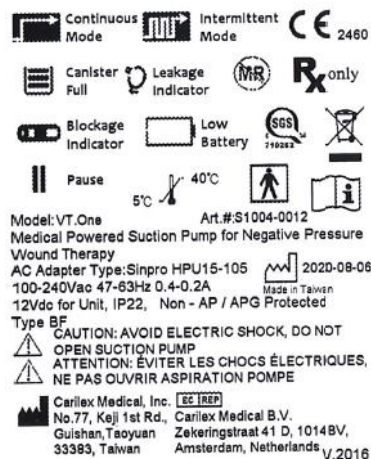 Continuous Mode
Intermittent Mode
CE 2460
Canister Full
Leakage Indicator
MR
Rx only
Blockage Indicator
Low Battery
SGS
710262
Pause
5℃ 40℃
Model:VT.One Art.#:S1004-0012
Medical Powered Suction Pump for Negative Pressure
Wound Therapy
AC Adapter Type:Sinpro HPU15-105 2020-08-06
100-240Vac 47-63Hz 0.4-0.2A Made in Taiwan
12Vdc for Unit, IP22, Non - AP / APG Protected
Type BF
CAUTION: AVOID ELECTRIC SHOCK, DO NOT
OPEN SUCTION PUMP
ATTENTION: ÉVITER LES CHOCS ÉLECTRIQUES,
NE PAS OUVRIR ASPIRATION POMPE
Carilex Medical, Inc.
No.77, Keji 1st Rd.,
Guishan,Taoyuan
33383, Taiwan
EC REP
Carilex Medical B.V.
Zekeringstraat 41 D, 1014BV,
Amsterdam, Netherlands
V.2016